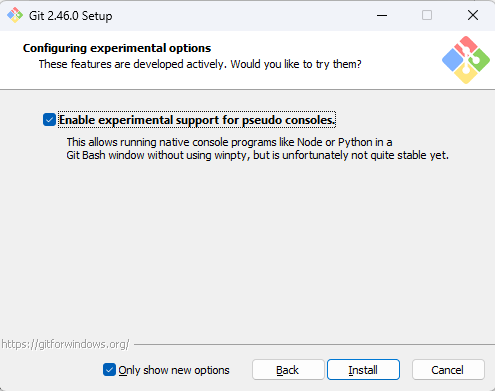 Git 2.46.0 Setup
Configuring experimental options
These features are developed actively. Would you like to try them?
Enable experimental support for pseudo consoles.
This allows running native console programs like Node or Python in a
Git Bash window without using winpty, but is unfortunately not quite stable yet.
https://gitforwindows.org/
Only show new options
Back
Install
Cancel